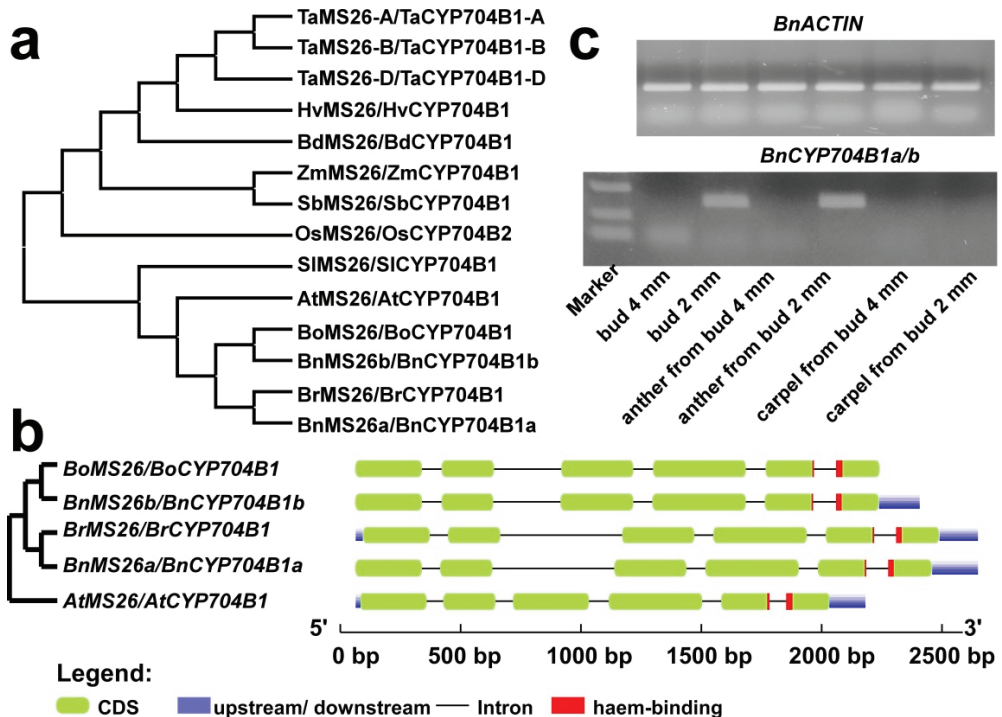 a
TaMS26-A/TaCYP704B1-A
TaMS26-B/TaCYP704B1-B
TaMS26-D/TaCYP704B1-D
HvMS26/HvCYP704B1
BdMS26/BdCYP704B1
ZmMS26/ZmCYP704B1
SbMS26/SbCYP704B1
OsMS26/OsCYP704B2
SlMS26/SlCYP704B1
AtMS26/AtCYP704B1
BoMS26/BoCYP704B1
BnMS26b/BnCYP704B1b
BrMS26/BrCYP704B1
BnMS26a/BnCYP704B1a
c
BnACTIN
BnCYP704B1a/b
Marker
bud 4 mm
bud 2 mm
anther from bud 4 mm
anther from bud 2 mm
carpel from bud 4 mm
carpel from bud 2 mm
b
BoMS26/BoCYP704B1
BnMS26b/BnCYP704B1b
BrMS26/BrCYP704B1
BnMS26a/BnCYP704B1a
AtMS26/AtCYP704B1
5' 3'
0 bp 500 bp 1000 bp 1500 bp 2000 bp 2500 bp
Legend:
CDS upstream/ downstream Intron haem-binding